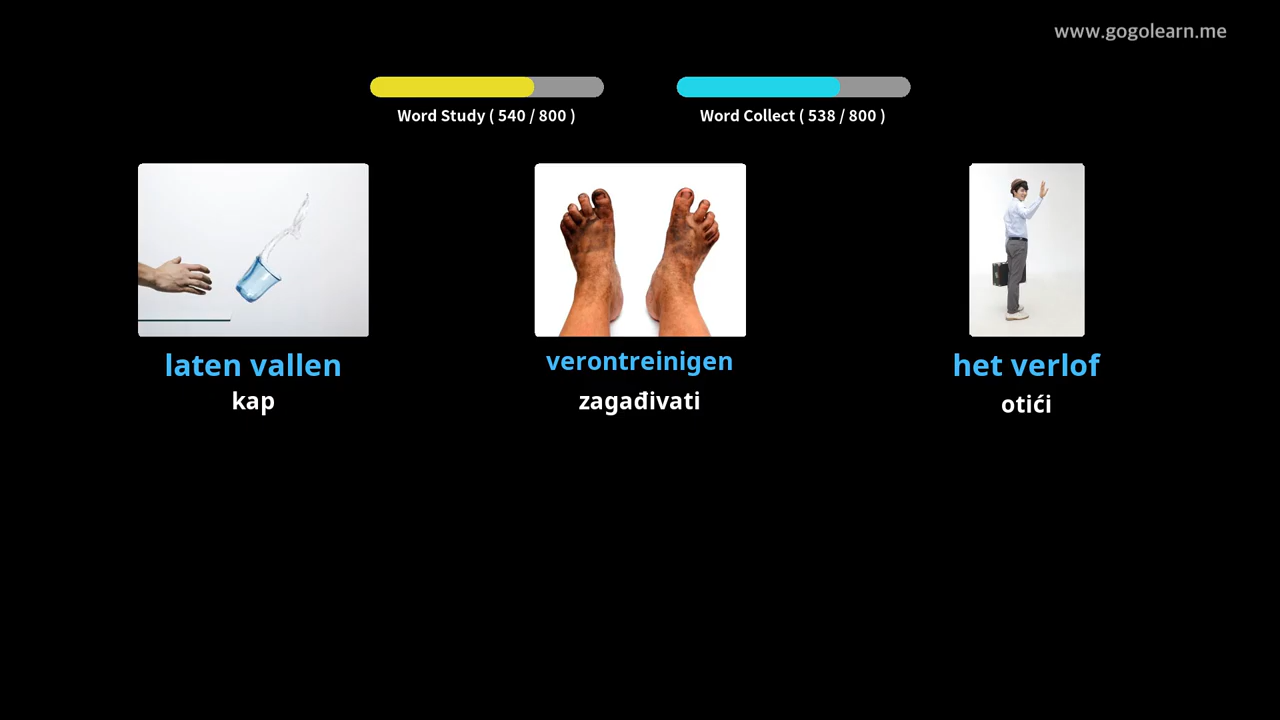 www.gogolearn.me
Word Study ( 540 / 800 )
Word Collect ( 538 / 800 )
laten vallen
kap
verontreinigen
zagađivati
het verlof
otići